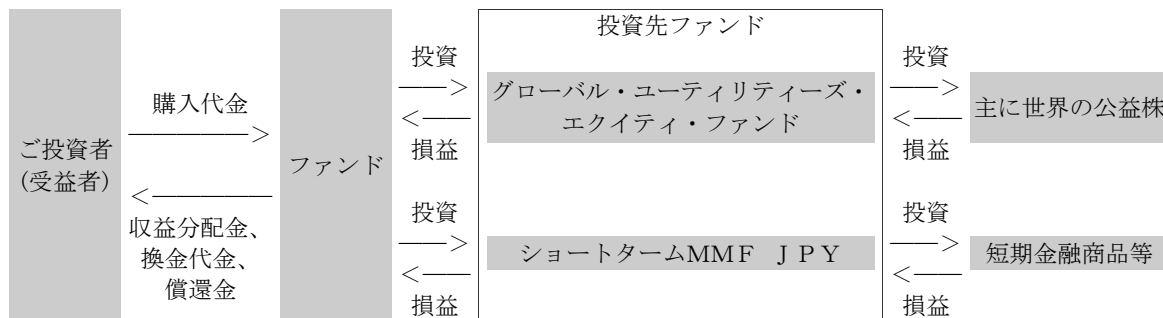 ご投資者
(受益者)
購入代金
――――――>
<――――――
収益分配金、
換金代金、
償還金
ファンド
投資
――>
<――
損益
投資
――>
<――
損益
投資先ファンド
グローバル・ユーティリティーズ・
エクイティ・ファンド
ショートタームMMF JPY
投資
――>
<――
損益
投資
――>
<――
損益
主に世界の公益株
短期金融商品等